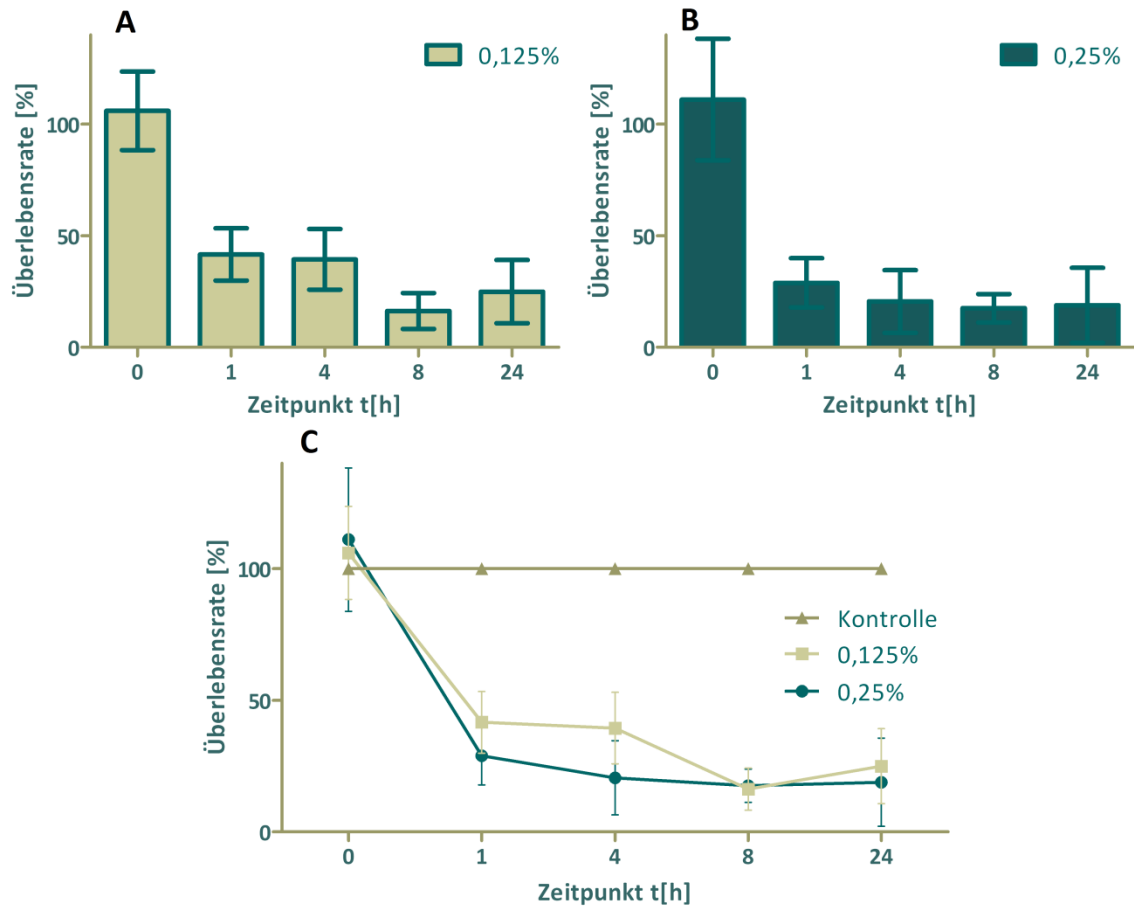 A
0,125%
Überlebensrate [%]
100
50
0
0 1 4 8 24
Zeitpunkt t[h]
B
0,25%
Überlebensrate [%]
100
50
0
0 1 4 8 24
Zeitpunkt t[h]
C
Überlebensrate [%]
100
50
0
Kontrolle
0,125%
0,25%
0 1 4 8 24
Zeitpunkt t[h]